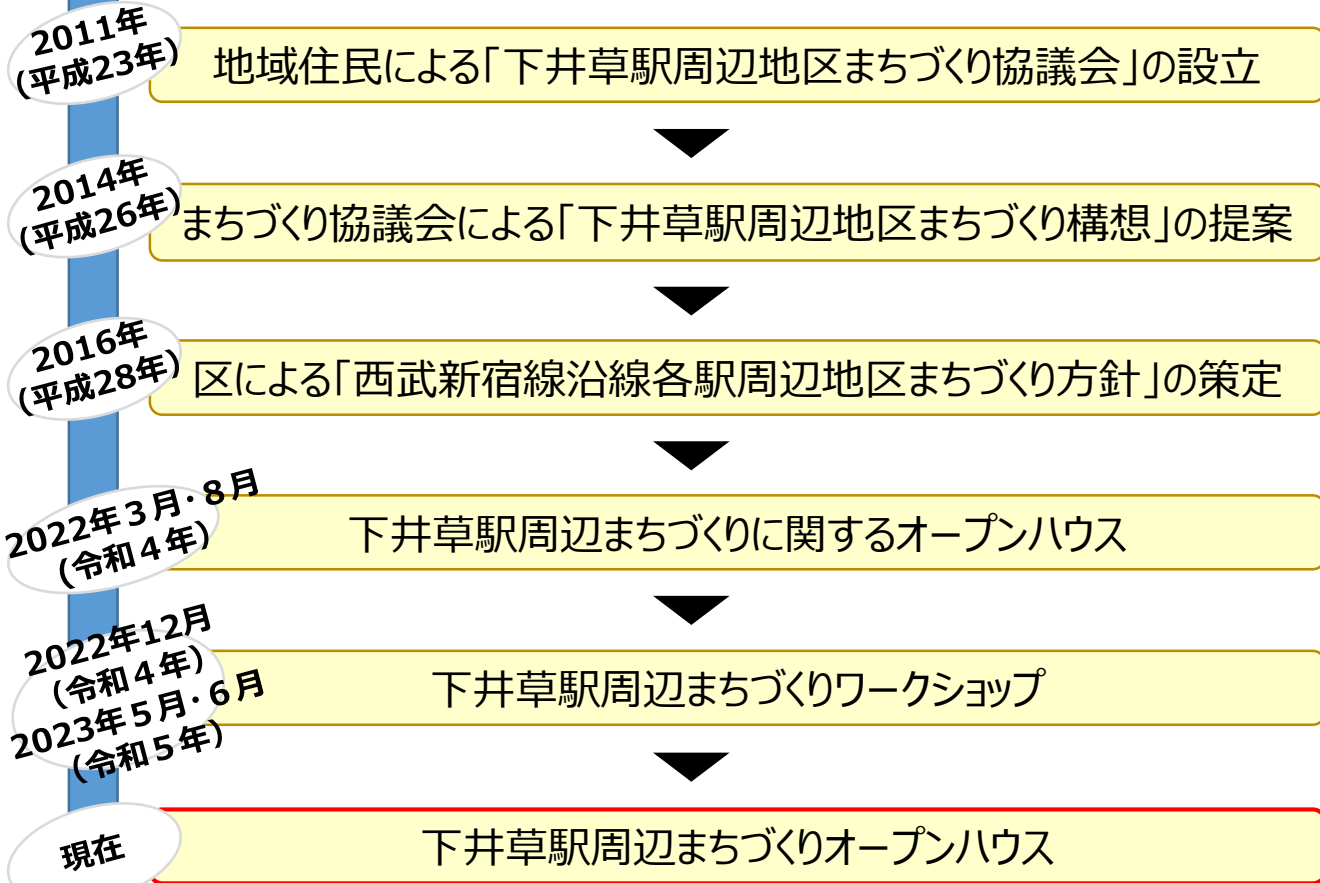 2011年
(平成23年)
地域住民による「下井草駅周辺地区まちづくり協議会」の設立
2014年
(平成26年)
まちづくり協議会による「下井草駅周辺地区まちづくり構想」の提案
2016年
(平成28年)
区による「西武新宿線沿線各駅周辺地区まちづくり方針」の策定
2022年3月・8月
(令和4年)
下井草駅周辺まちづくりに関するオープンハウス
2022年12月
(令和4年)
2023年5月・6月
(令和5年)
下井草駅周辺まちづくりワークショップ
現在
下井草駅周辺まちづくりオープンハウス